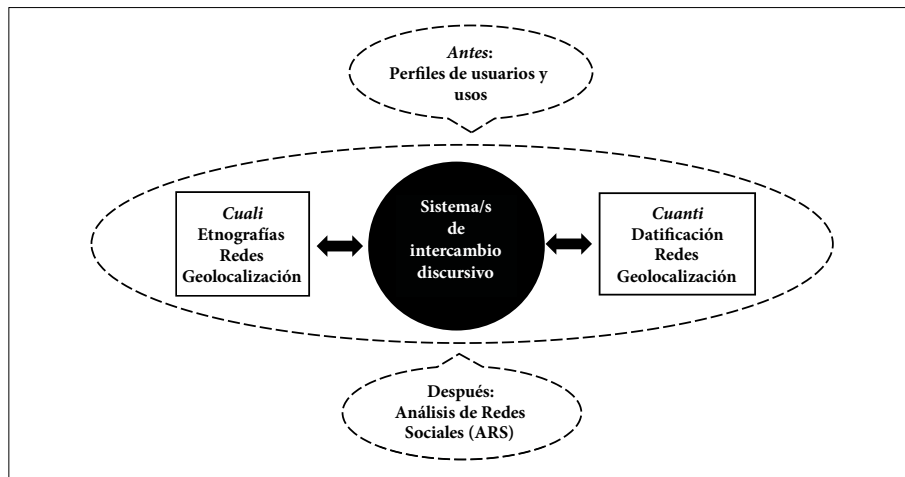 Antes:
Perfiles de usuarios y
usos
Cuali
Etnografías
Redes
Geolocalización
Sistema/s
de
intercambio
discursivo
Cuanti
Datificación
Redes
Geolocalización
Después:
Análisis de Redes
Sociales (ARS)